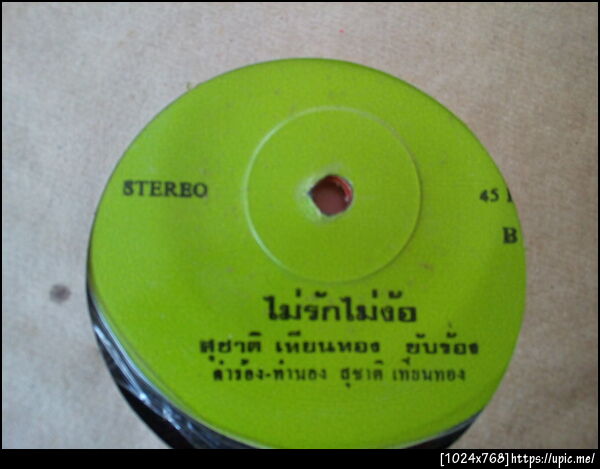 STEREO
45
B
ไม่รักไม่ง้อ
สุชาติ เทียนทอง ขับร้อง
คำร้อง-ทำนอง สุชาติ เทียนทอง
[1024x768]https://upic.me/